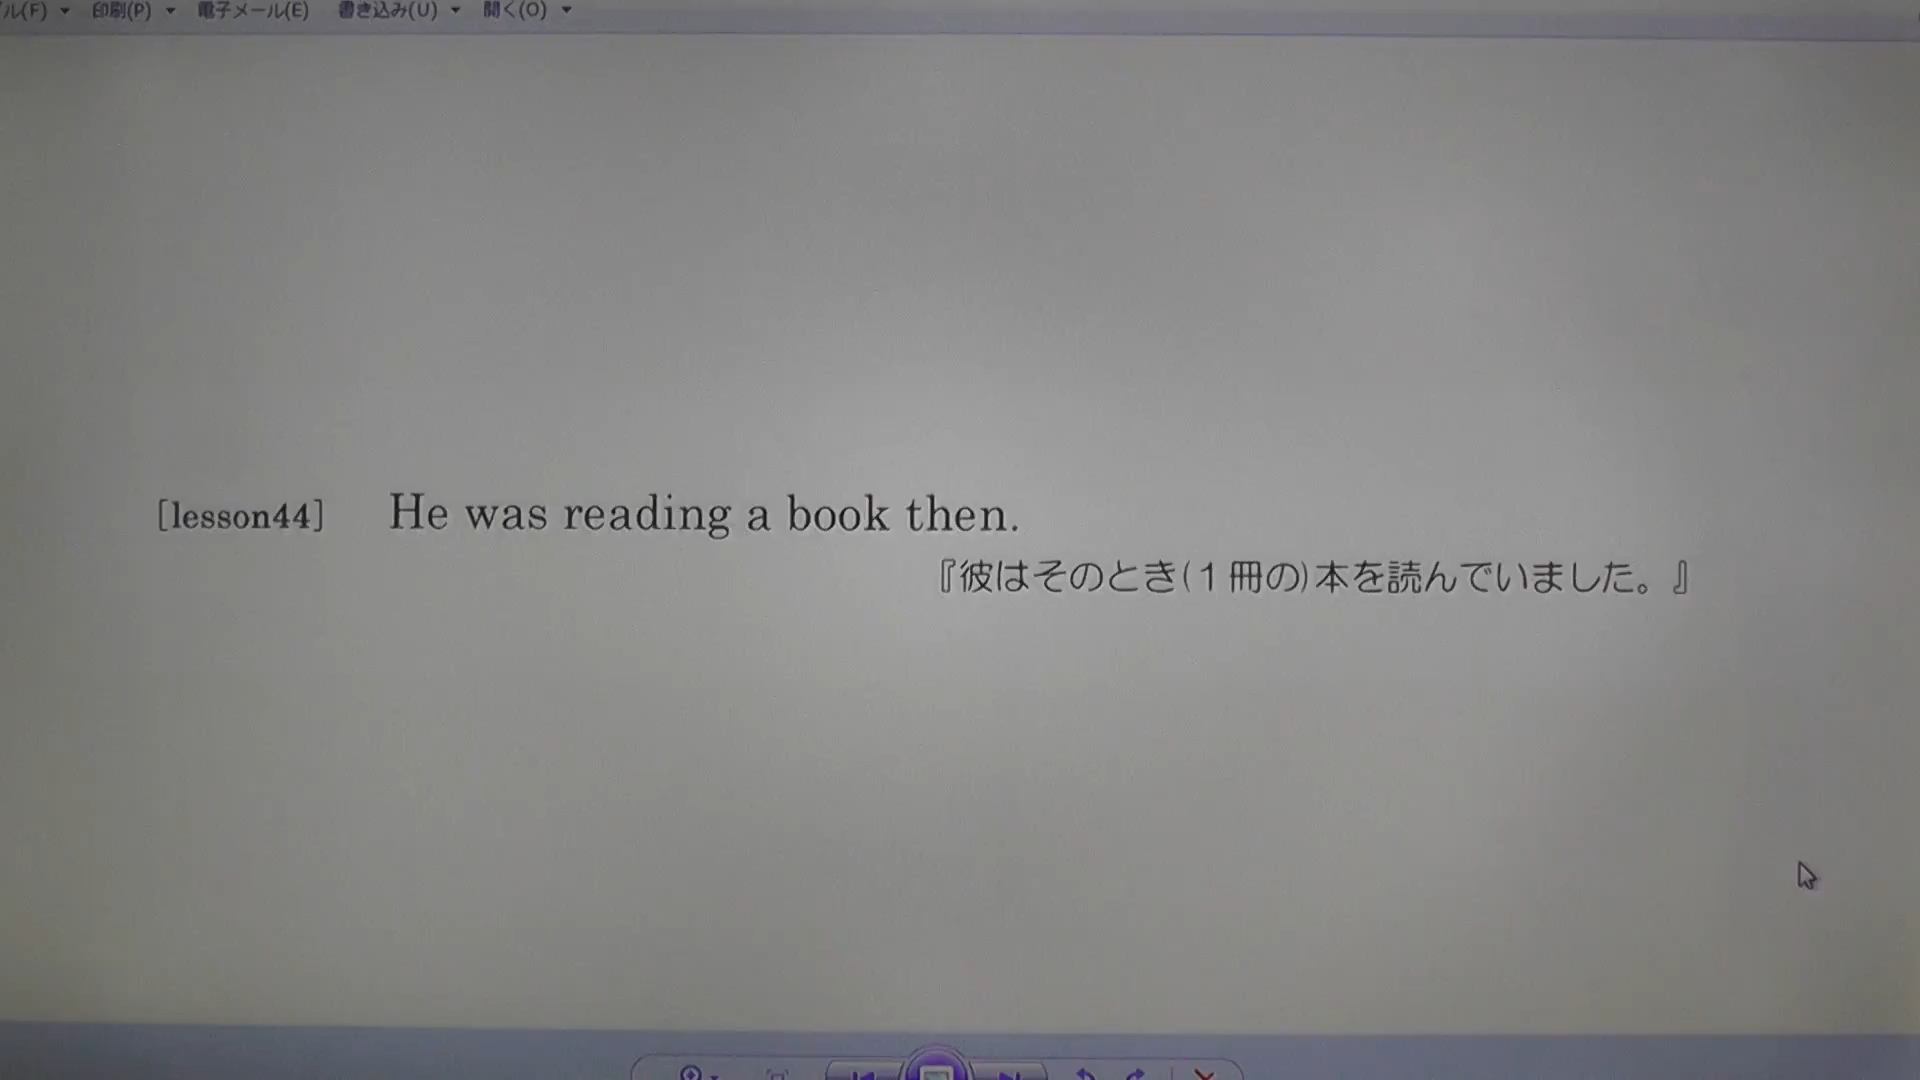 ル(F) 印刷(P) 電子メール(E) 書き込み(U) 開く(O)
[lesson44] He was reading a book then.
『彼はそのとき(1冊の)本を読んでいました。』